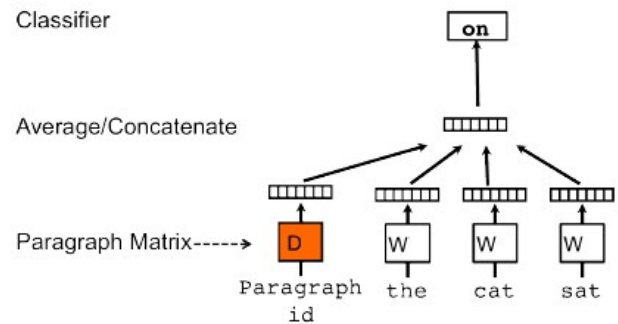 Classifier
on
Average/Concatenate
Paragraph Matrix
D
W
W
W
Paragraph
id
the
cat
sat